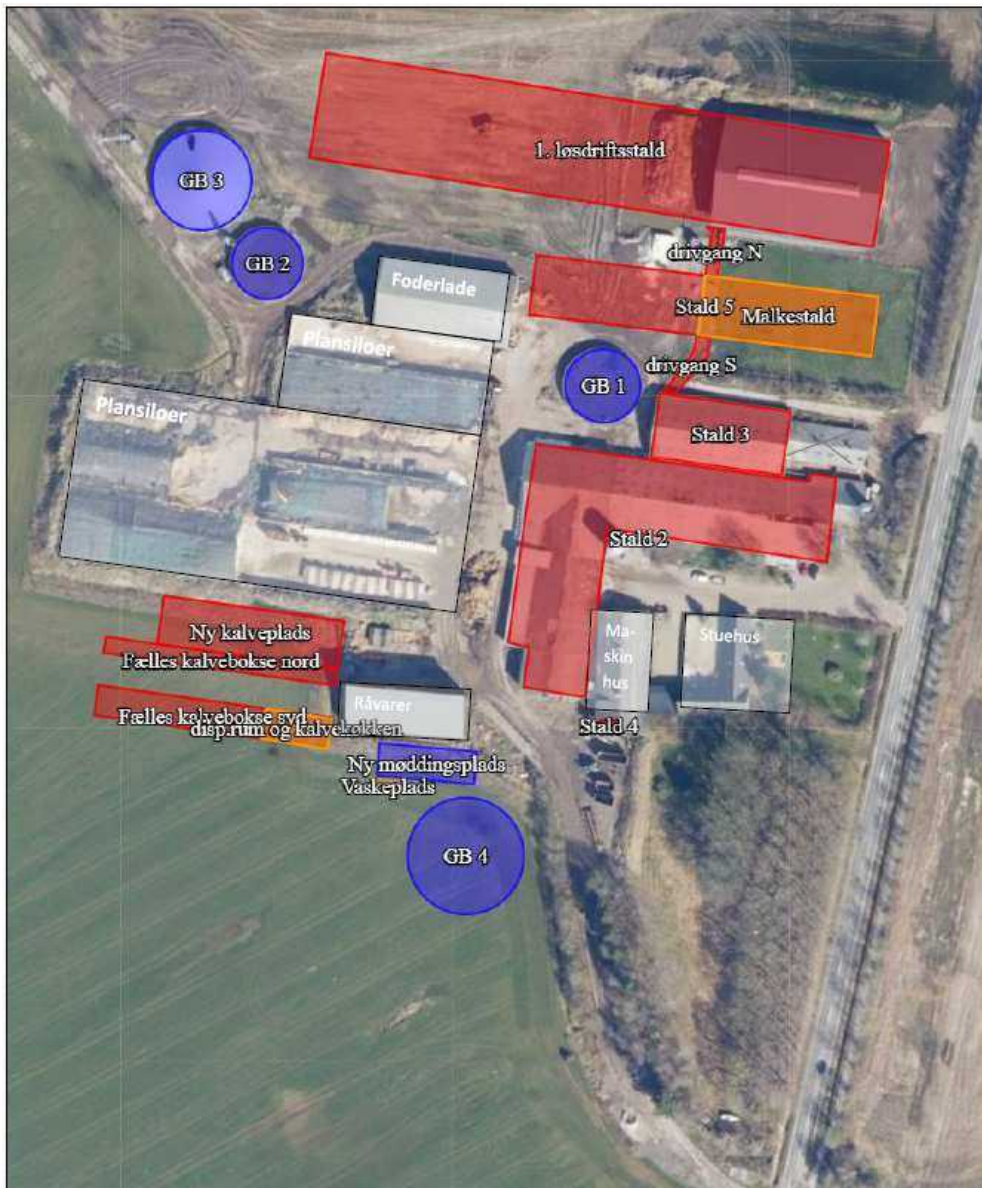 1. løsdriftsstald
GB 3
drivgang N
GB 2
Foderlade
Stald 5
Malkestald
Plansiloer
drivgang S
GB 1
Plansiloer
Stald 3
Stald 2
Ny kalveplads
Ma-
skin
hus
Stuehus
Fælles kalvebokse nord
Råvarer
Fælles kalvebokse syd
disp.rum og kalvekøkken
Stald 4
Ny møddingsplads
Vaskeplads
GB 4